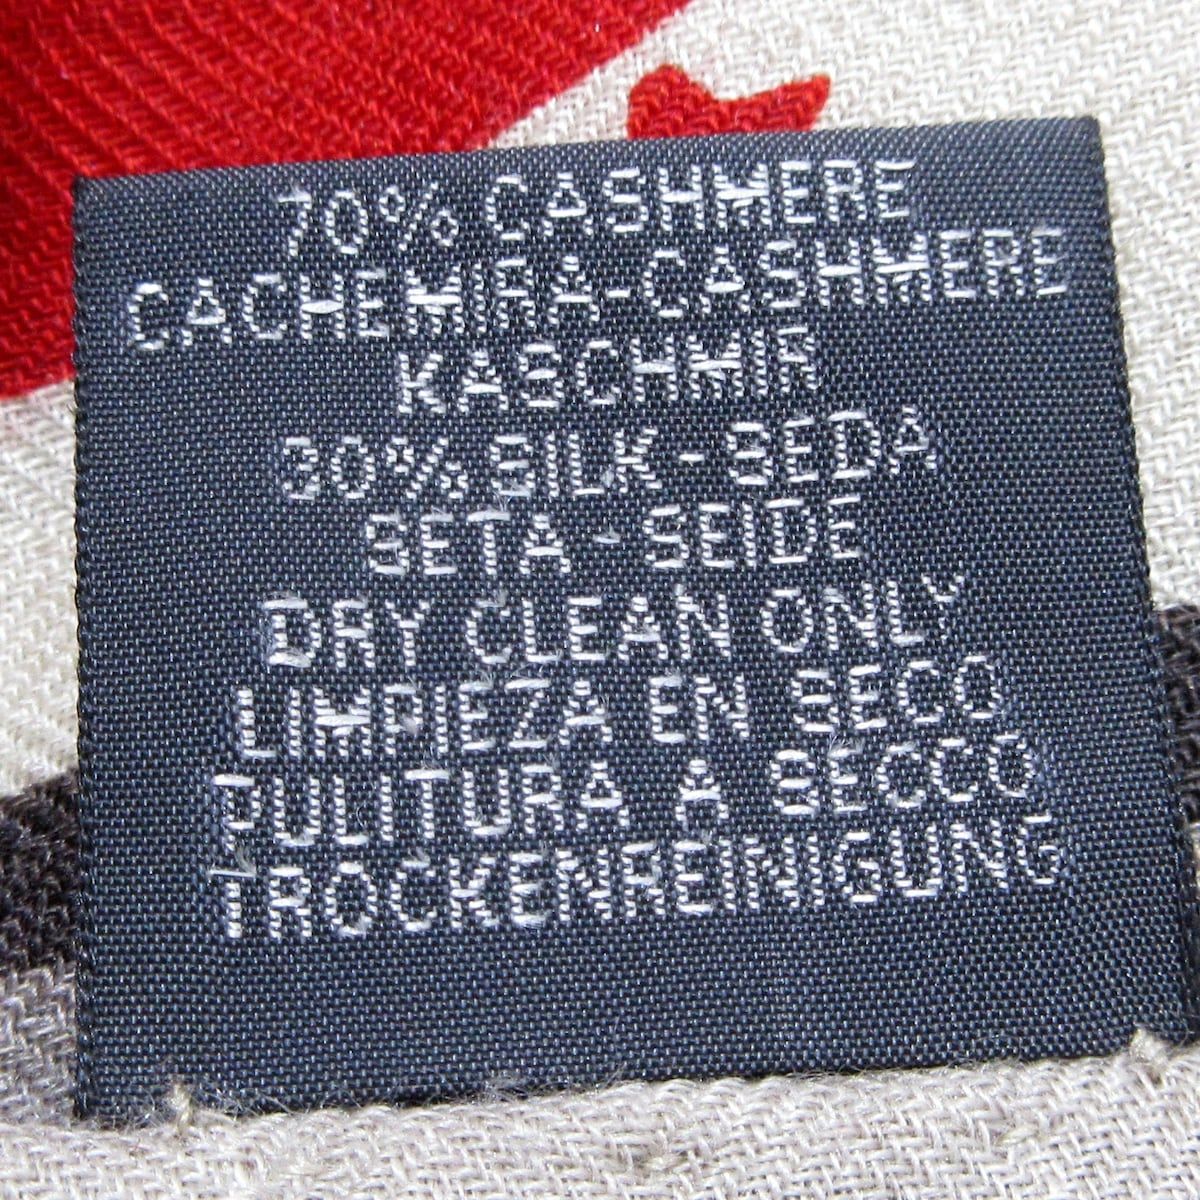 70% CASHMERE
CACHEMIRA-CASHMERE
KASCHMIR
30% SILK - SEDA
SETA - SEIDE
DRY CLEAN ONLY
LIMPIEZA EN SECO
PULITURA A SECCO
TROCKENREINIGUNG